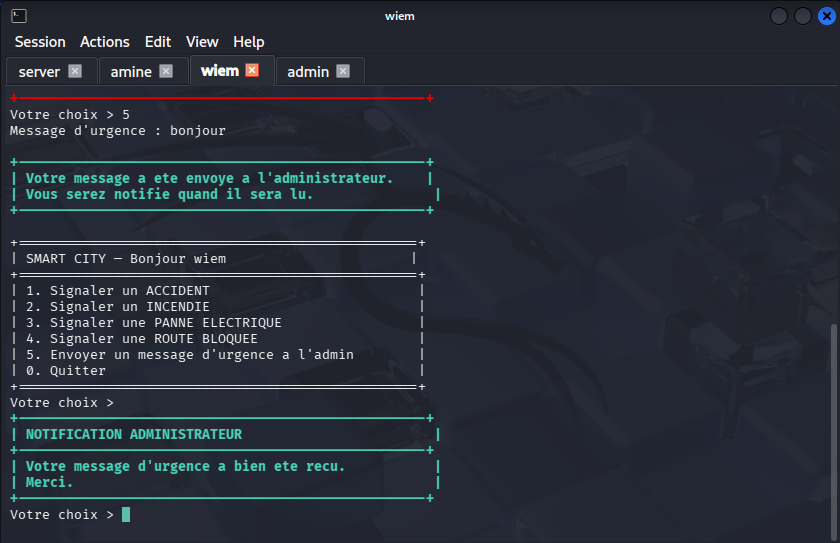 wiem
Session Actions Edit View Help
server amine wiem admin
+--------------------------------------------------+
Votre choix > 5
Message d'urgence : bonjour
+--------------------------------------------------+
| Votre message a ete envoye a l'administrateur. |
| Vous serez notifie quand il sera lu. |
+--------------------------------------------------+
+==================================================+
| SMART CITY — Bonjour wiem |
+==================================================+
| 1. Signaler un ACCIDENT |
| 2. Signaler un INCENDIE |
| 3. Signaler une PANNE ELECTRIQUE |
| 4. Signaler une ROUTE BLOQUEE |
| 5. Envoyer un message d'urgence a l'admin |
| 0. Quitter |
+==================================================+
Votre choix >
+--------------------------------------------------+
| NOTIFICATION ADMINISTRATEUR |
+--------------------------------------------------+
| Votre message d'urgence a bien ete recu. |
| Merci. |
+--------------------------------------------------+
Votre choix >